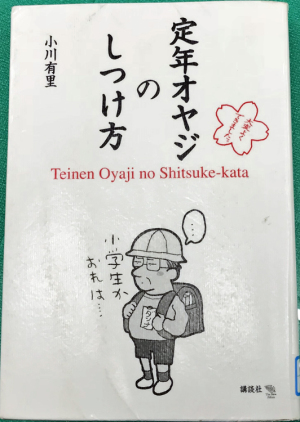 定年オヤジ
の
しつけ方
小川有里
Teinen Oyaji no Shitsuke-kata
…
小学生か
おれは…
講談社